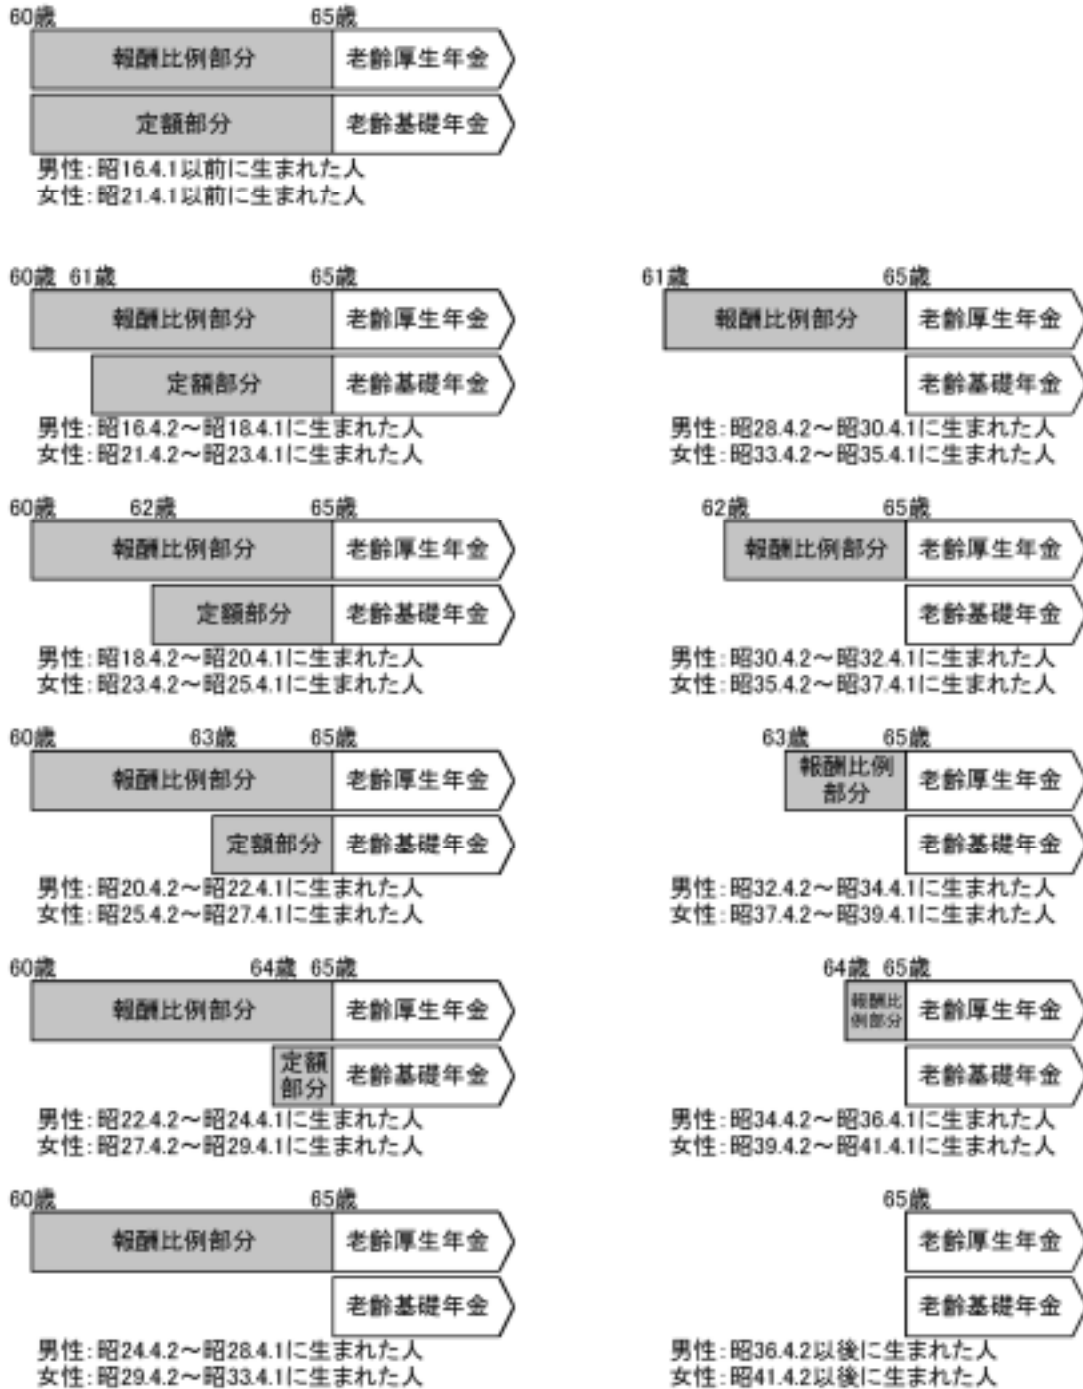 60歳 65歳
報酬比例部分 老齢厚生年金
定額部分 老齢基礎年金
男性:昭16.4.1以前に生まれた人
女性:昭21.4.1以前に生まれた人
60歳 61歳 65歳
報酬比例部分 老齢厚生年金
定額部分 老齢基礎年金
男性:昭16.4.2～昭18.4.1に生まれた人
女性:昭21.4.2～昭23.4.1に生まれた人
60歳 62歳 65歳
報酬比例部分 老齢厚生年金
定額部分 老齢基礎年金
男性:昭18.4.2～昭20.4.1に生まれた人
女性:昭23.4.2～昭25.4.1に生まれた人
60歳 63歳 65歳
報酬比例部分 老齢厚生年金
定額部分 老齢基礎年金
男性:昭20.4.2～昭22.4.1に生まれた人
女性:昭25.4.2～昭27.4.1に生まれた人
60歳 64歳 65歳
報酬比例部分 老齢厚生年金
定額
部分 老齢基礎年金
男性:昭22.4.2～昭24.4.1に生まれた人
女性:昭27.4.2～昭29.4.1に生まれた人
60歳 65歳
報酬比例部分 老齢厚生年金
老齢基礎年金
男性:昭24.4.2～昭28.4.1に生まれた人
女性:昭29.4.2～昭33.4.1に生まれた人
61歳 65歳
報酬比例部分 老齢厚生年金
老齢基礎年金
男性:昭28.4.2～昭30.4.1に生まれた人
女性:昭33.4.2～昭35.4.1に生まれた人
62歳 65歳
報酬比例部分 老齢厚生年金
老齢基礎年金
男性:昭30.4.2～昭32.4.1に生まれた人
女性:昭35.4.2～昭37.4.1に生まれた人
63歳 65歳
報酬比例
部分 老齢厚生年金
老齢基礎年金
男性:昭32.4.2～昭34.4.1に生まれた人
女性:昭37.4.2～昭39.4.1に生まれた人
64歳 65歳
報酬比
例部分 老齢厚生年金
老齢基礎年金
男性:昭34.4.2～昭36.4.1に生まれた人
女性:昭39.4.2～昭41.4.1に生まれた人
65歳
老齢厚生年金
老齢基礎年金
男性:昭36.4.2以後に生まれた人
女性:昭41.4.2以後に生まれた人